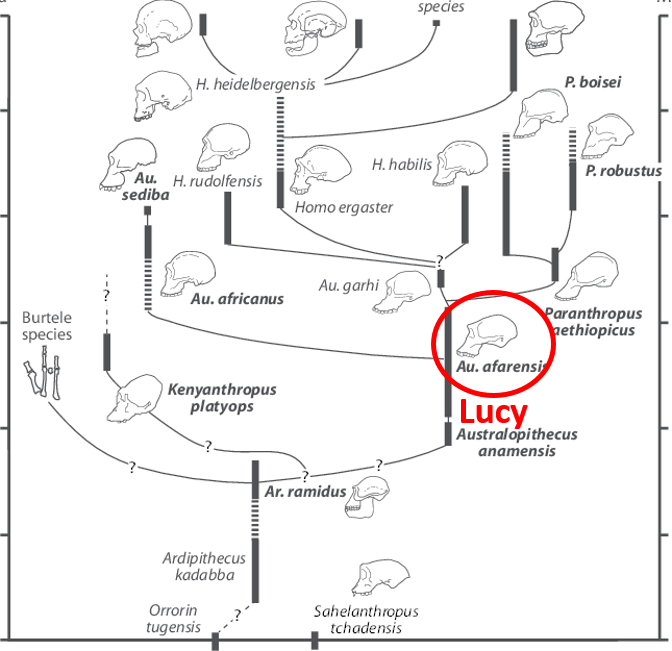 species
H. heidelbergensis
P. boisei
Au.
sediba
H. rudolfensis
H. habilis
P. robustus
Homo ergaster
?
Au. garhi
Au. africanus
?
Burtele
species
Paranthropus
aethiopicus
Au. afarensis
Kenyanthropus
platyops
Lucy
Australopithecus
anamensis
?
?
?
?
Ar. ramidus
Ardipithecus
kadabba
Orrorin
tugensis
?
Sahelanthropus
tchadensis